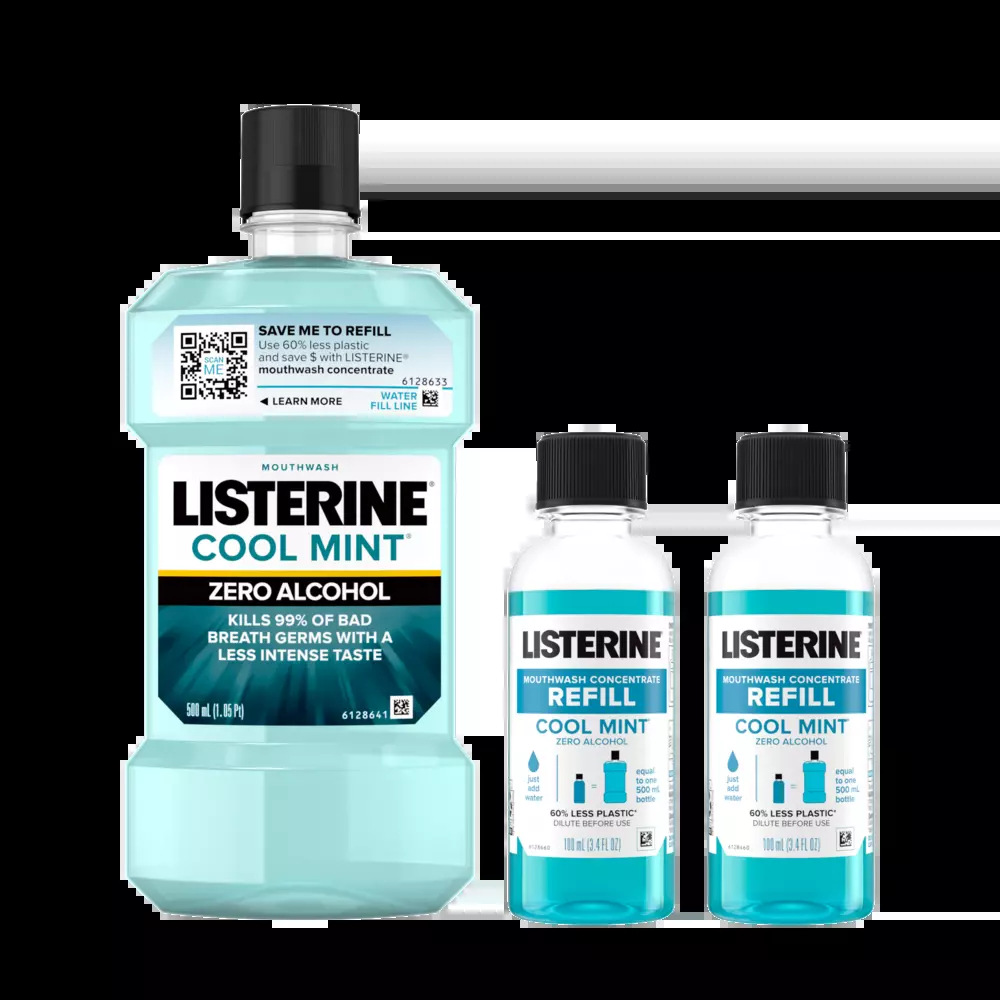 SCAN
ME
SAVE ME TO REFILL
Use 60% less plastic
and save $ with LISTERINE®
mouthwash concentrate
6128633
◄ LEARN MORE
WATER
FILL LINE
MOUTHWASH
LISTERINE®
COOL MINT®
ZERO ALCOHOL
KILLS 99% OF BAD
BREATH GERMS WITH A
LESS INTENSE TASTE
500 mL (1.05 Pt)
6128641
LISTERINE
MOUTHWASH CONCENTRATE
REFILL
COOL MINT
ZERO ALCOHOL
just
add
water
=
equal
to one
500 mL
bottle
60% LESS PLASTIC*
DILUTE BEFORE USE
6128660
100 mL (3.4 FL OZ)
LISTERINE
MOUTHWASH CONCENTRATE
REFILL
COOL MINT
ZERO ALCOHOL
just
add
water
=
equal
to one
500 mL
bottle
60% LESS PLASTIC*
DILUTE BEFORE USE
6128660
100 mL (3.4 FL OZ)